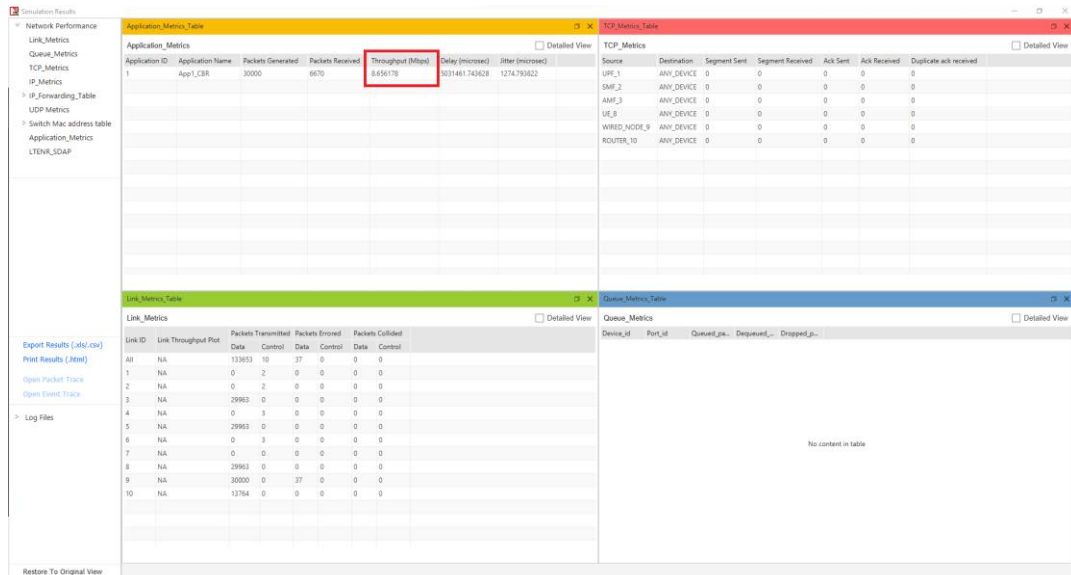 Simulation Results
Network Performance
Link_Metrics
Queue_Metrics
TCP_Metrics
IP_Metrics
IP_Forwarding_Table
UDP Metrics
Switch Mac address table
Application_Metrics
LTENR_SDAP
Export Results (.xls/.csv)
Print Results (.html)
Open Packet Trace
Open Event Trace
Log Files
Restore To Original View
Application_Metrics_Table
Application_Metrics Detailed View
Application ID Application Name Packets Generated Packets Received Throughput (Mbps) Delay (microsec) Jitter (microsec)
1 App1_CBR 30000 6670 8.656178 5031461.743628 1274.793822
TCP_Metrics_Table
TCP_Metrics Detailed View
Source Destination Segment Sent Segment Received Ack Sent Ack Received Duplicate ack received
UPF_1 ANY_DEVICE 0 0 0 0 0
SMF_2 ANY_DEVICE 0 0 0 0 0
AMF_3 ANY_DEVICE 0 0 0 0 0
UE_8 ANY_DEVICE 0 0 0 0 0
WIRED_NODE_9 ANY_DEVICE 0 0 0 0 0
ROUTER_10 ANY_DEVICE 0 0 0 0 0
Link_Metrics_Table
Link_Metrics Detailed View
Link ID Link Throughput Plot Packets Transmitted Packets Errored Packets Collided
Data Control Data Control Data Control
All NA 133653 10 37 0 0 0
1 NA 0 2 0 0 0 0
2 NA 0 2 0 0 0 0
3 NA 29963 0 0 0 0 0
4 NA 0 3 0 0 0 0
5 NA 29963 0 0 0 0 0
6 NA 0 3 0 0 0 0
7 NA 0 0 0 0 0 0
8 NA 29963 0 0 0 0 0
9 NA 30000 0 37 0 0 0
10 NA 13764 0 0 0 0 0
Queue_Metrics_Table
Queue_Metrics Detailed View
Device_id Port_id Queued_pa... Dequeued_... Dropped_p...
No content in table